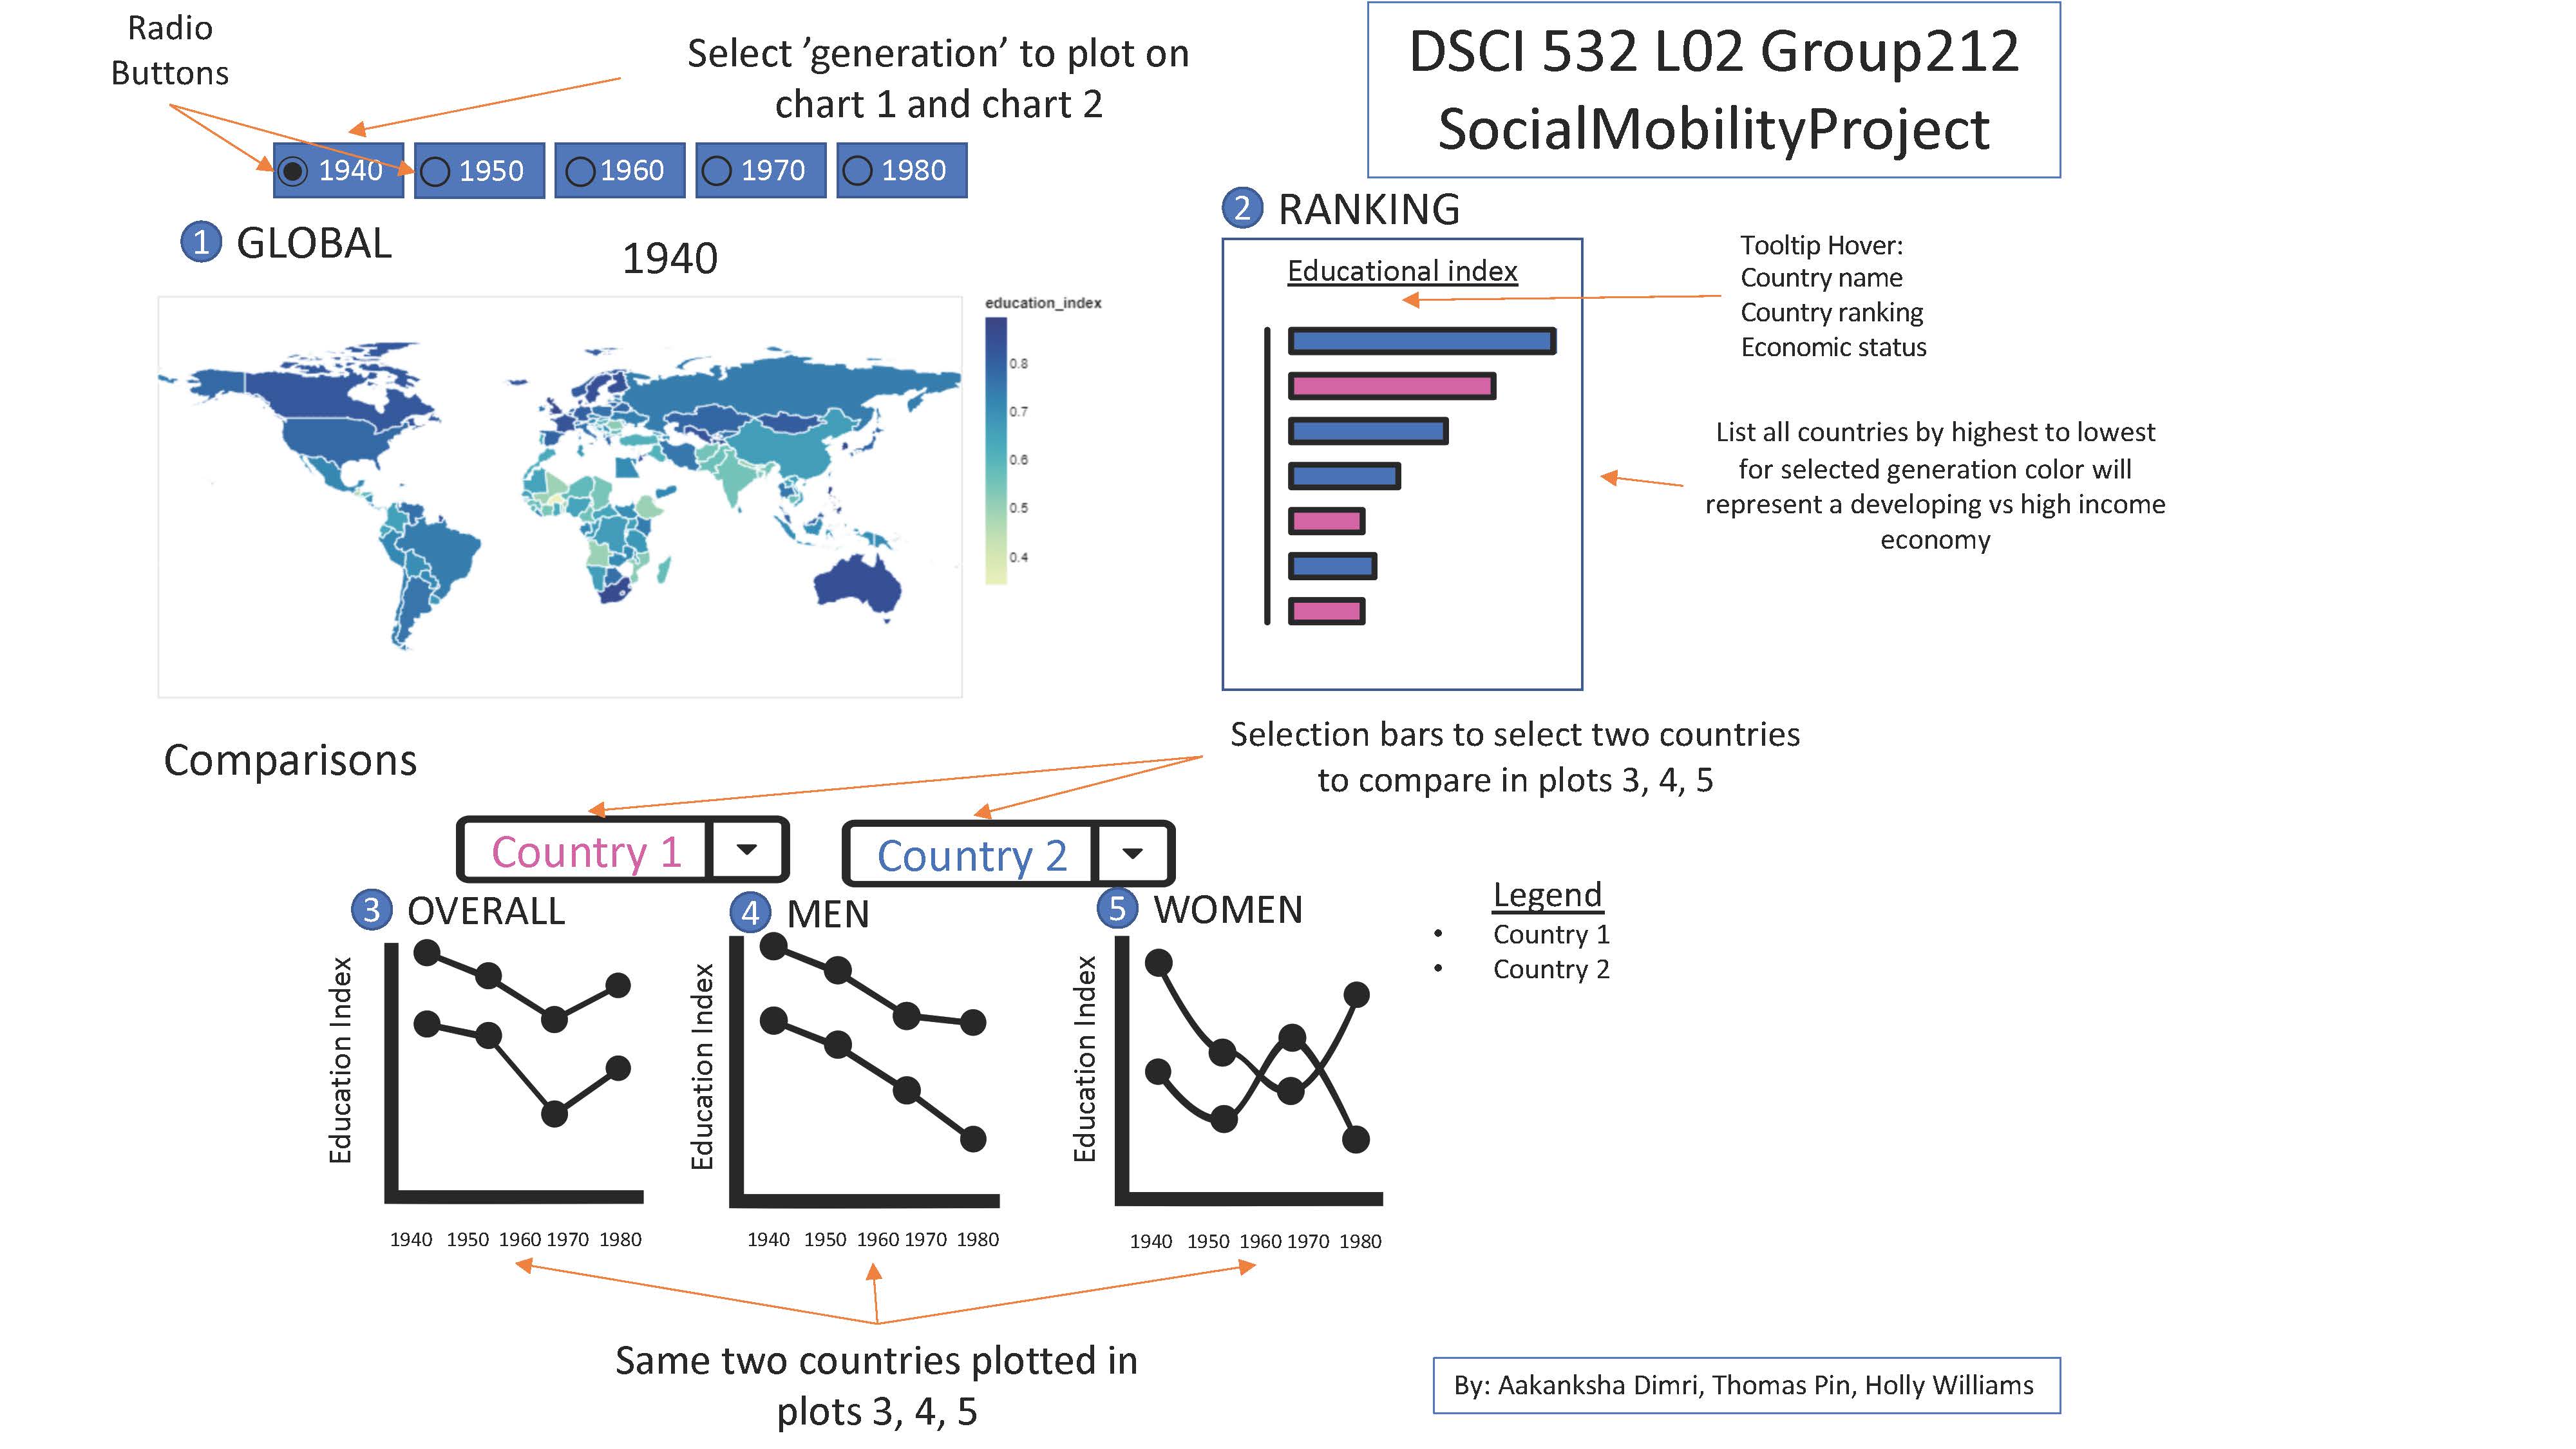 Radio
Buttons
Select ’generation’ to plot on
chart 1 and chart 2
DSCI 532 L02 Group212
SocialMobilityProject
1940
1950
1960
1970
1980
1 GLOBAL
1940
education_index
0.8
0.7
0.6
0.5
0.4
2 RANKING
Educational index
Tooltip Hover:
Country name
Country ranking
Economic status
List all countries by highest to lowest
for selected generation color will
represent a developing vs high income
economy
Comparisons
Selection bars to select two countries
to compare in plots 3, 4, 5
Country 1
Country 2
3 OVERALL
Education Index
1940 1950 1960 1970 1980
4 MEN
Education Index
1940 1950 1960 1970 1980
5 WOMEN
Education Index
1940 1950 1960 1970 1980
Legend
• Country 1
• Country 2
Same two countries plotted in
plots 3, 4, 5
By: Aakanksha Dimri, Thomas Pin, Holly Williams